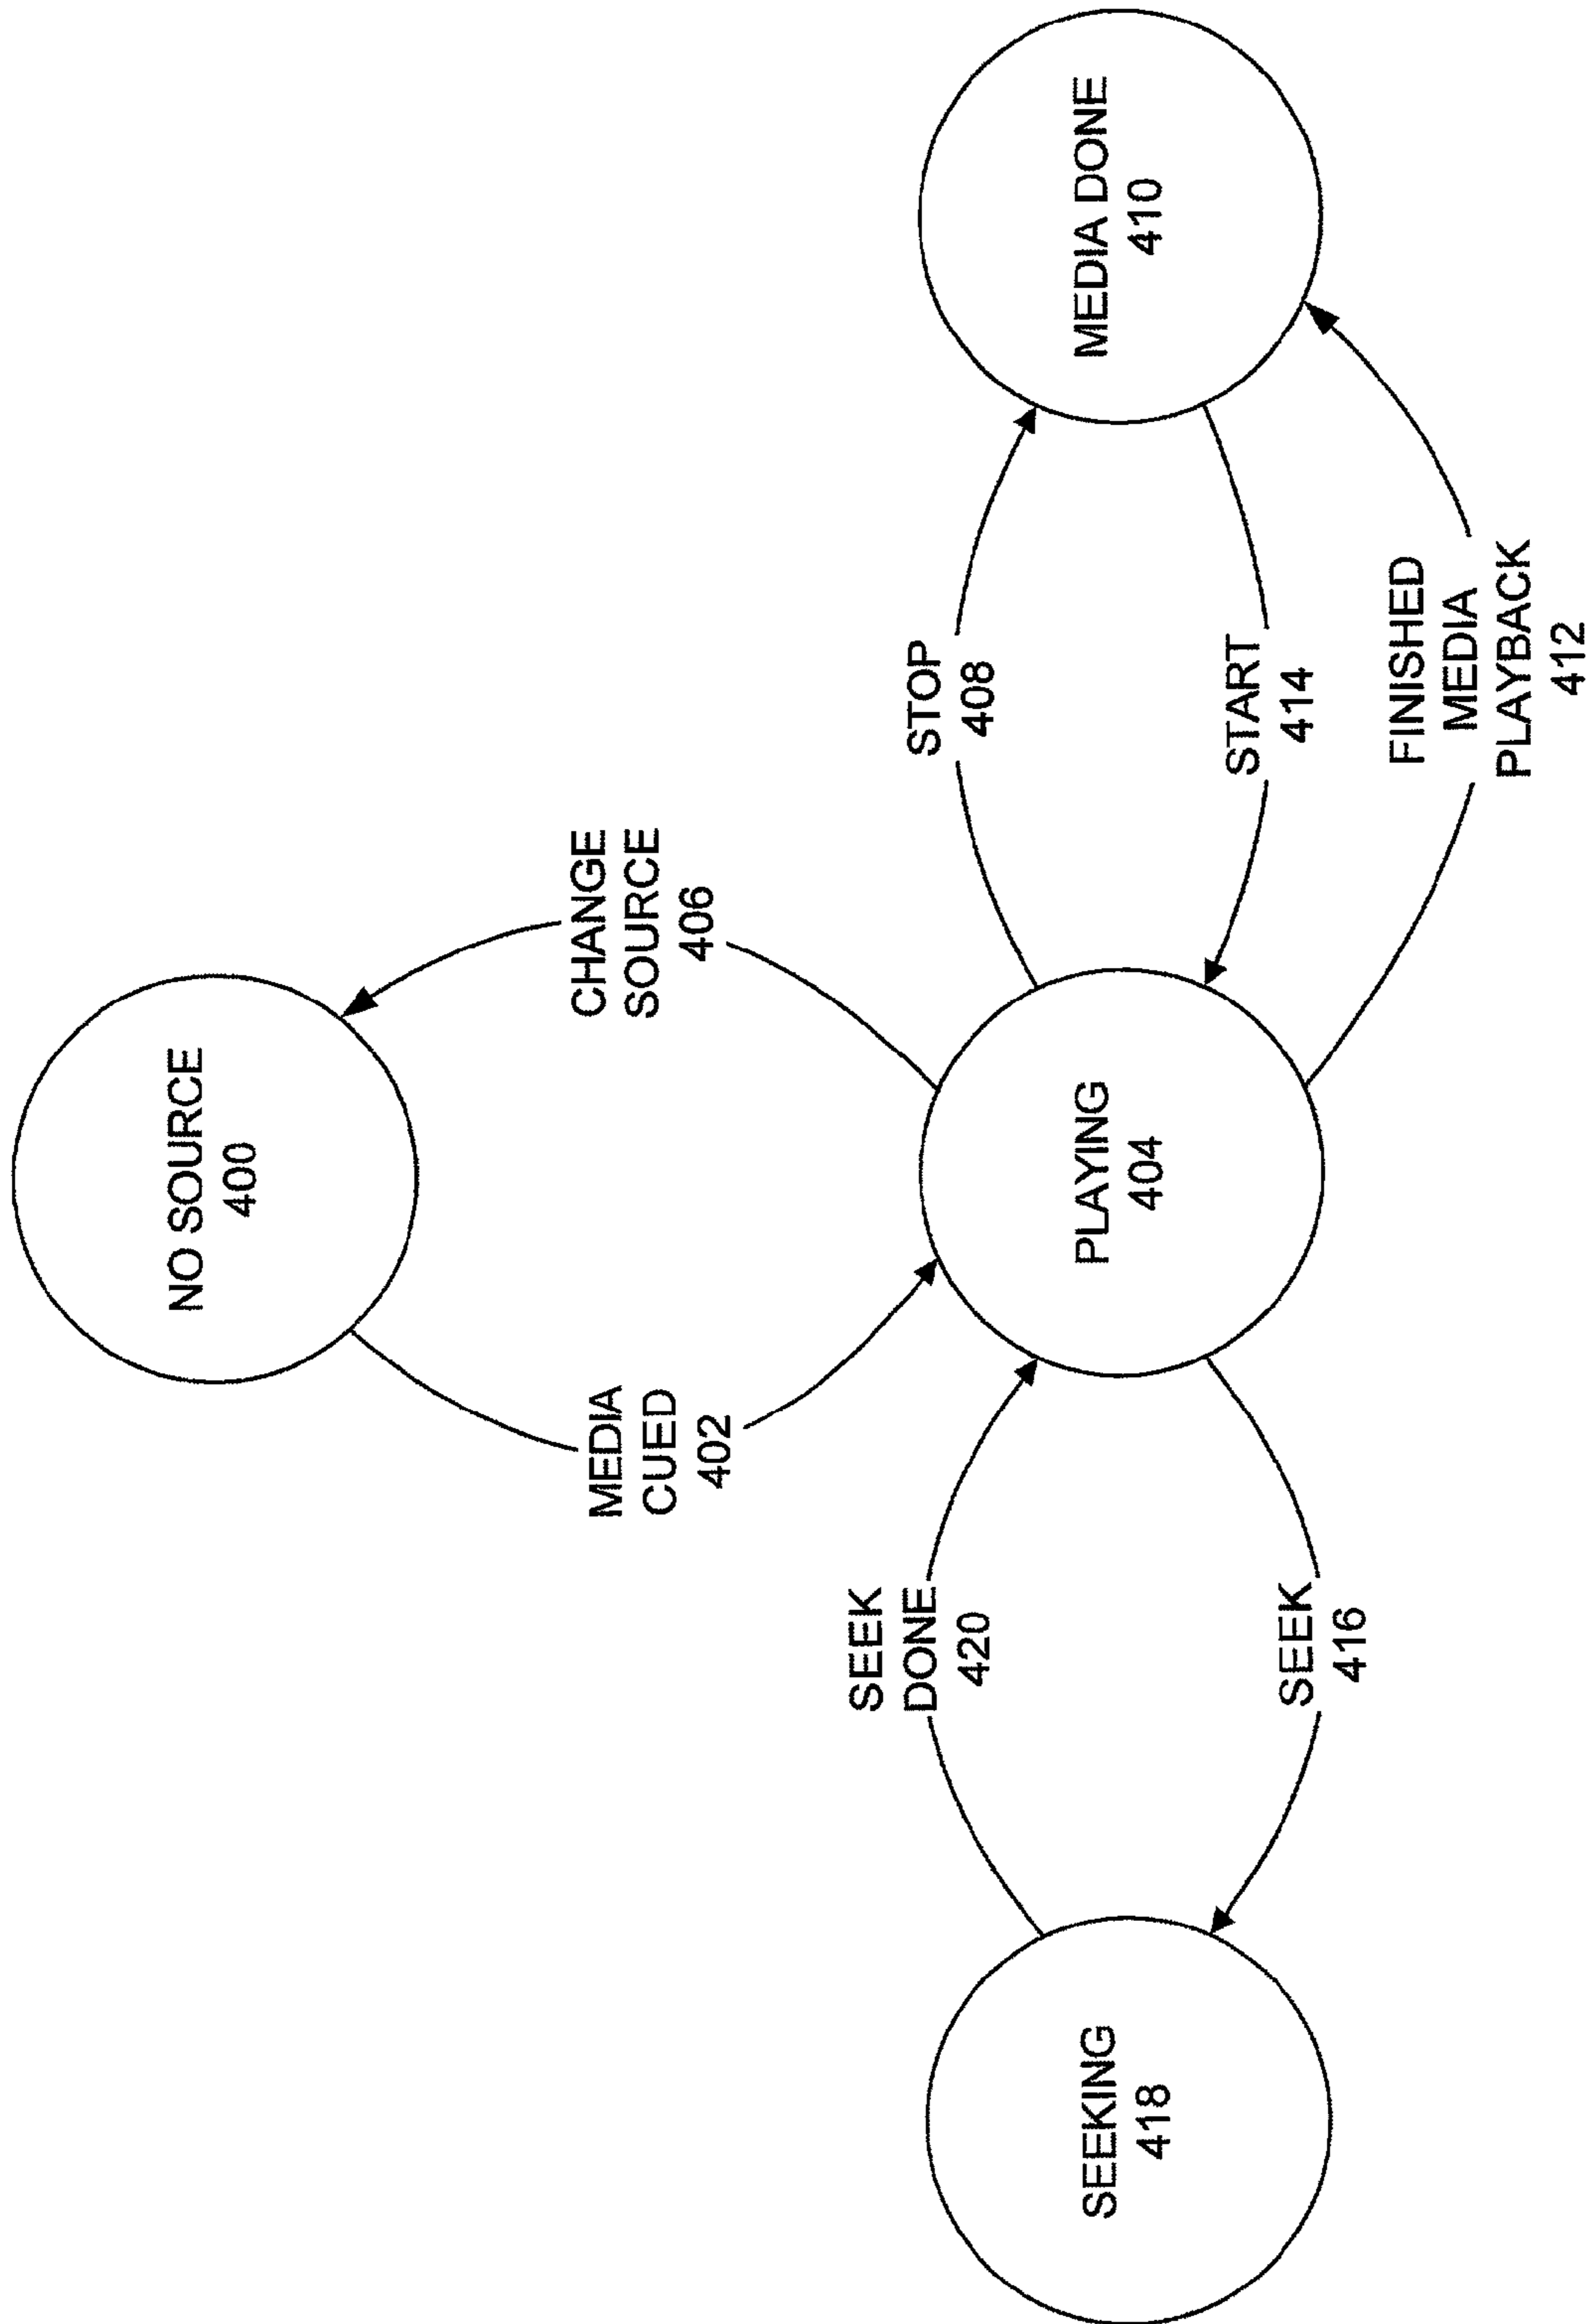 NO SOURCE
400
MEDIA
CUED
402
CHANGE
SOURCE
406
SEEK
DONE
420
STOP
408
SEEKING
418
PLAYING
404
MEDIA DONE
410
SEEK
416
START
414
FINISHED
MEDIA
PLAYBACK
412